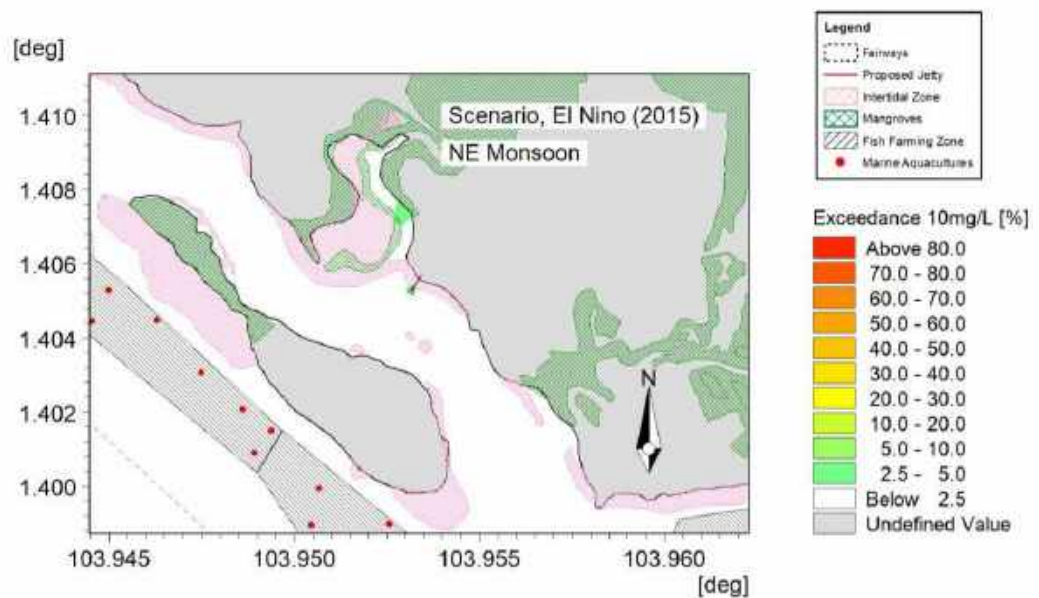 [deg]
1.410
1.408
1.406
1.404
1.402
1.400
Scenario, El Nino (2015)
NE Monsoon
N
103.945 103.950 103.955 103.960
[deg]
Legend
Fairways
Proposed Jetty
Intertidal Zone
Mangroves
Fish Farming Zone
Marine Aquacultures
Exceedance 10mg/L [%]
Above 80.0
70.0 - 80.0
60.0 - 70.0
50.0 - 60.0
40.0 - 50.0
30.0 - 40.0
20.0 - 30.0
10.0 - 20.0
5.0 - 10.0
2.5 - 5.0
Below 2.5
Undefined Value